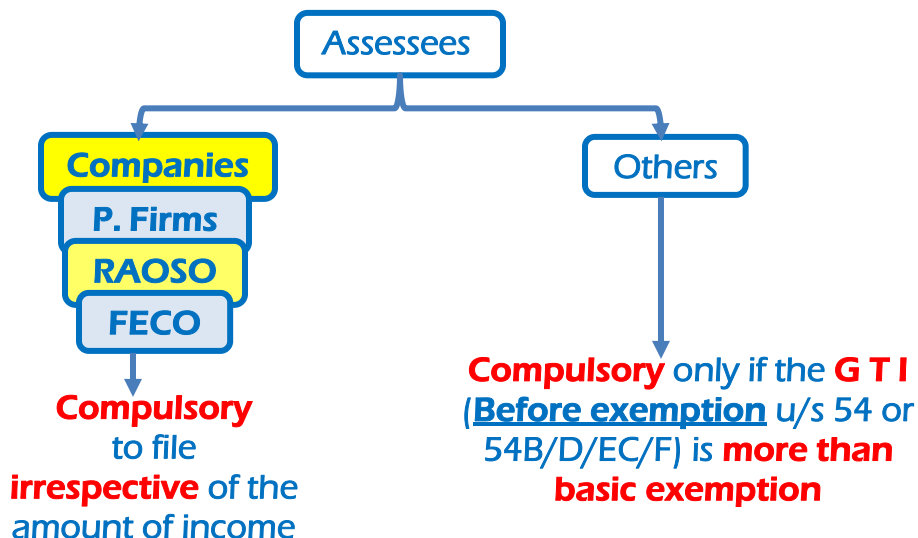 Assessees
Companies
P. Firms
RAOSO
FECO
Compulsory
to file
irrespective of the
amount of income
Others
Compulsory only if the G T I
(Before exemption u/s 54 or
54B/D/EC/F) is more than
basic exemption